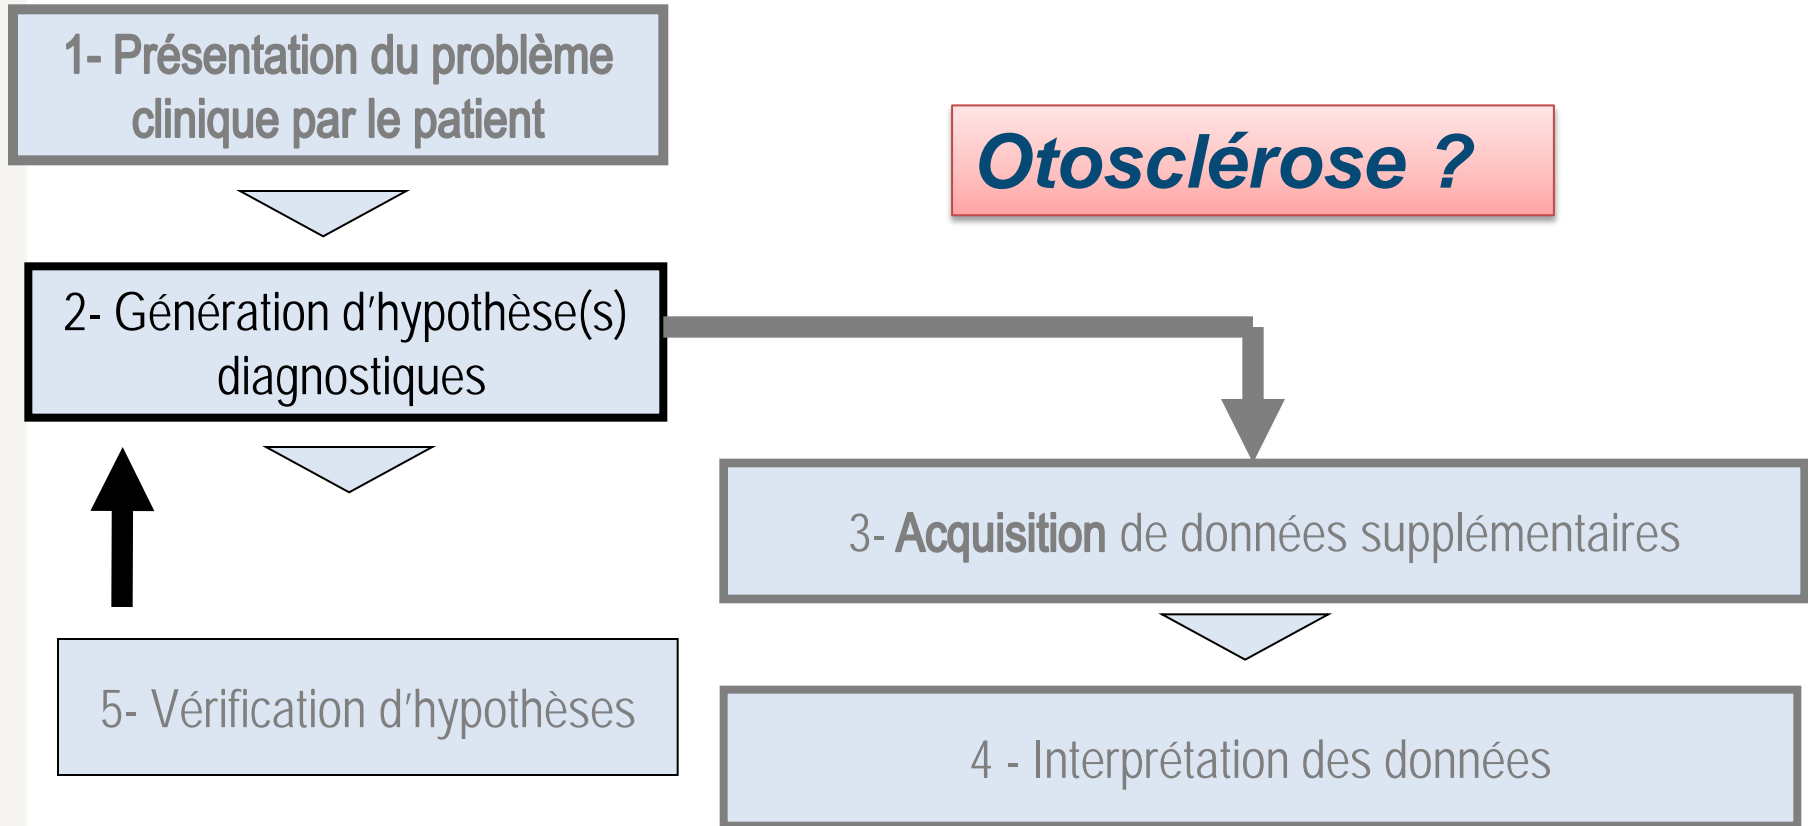 1- Présentation du problème
clinique par le patient
Otosclérose ?
2- Génération d'hypothèse(s)
diagnostiques
3- Acquisition de données supplémentaires
5- Vérification d'hypothèses
4 - Interprétation des données